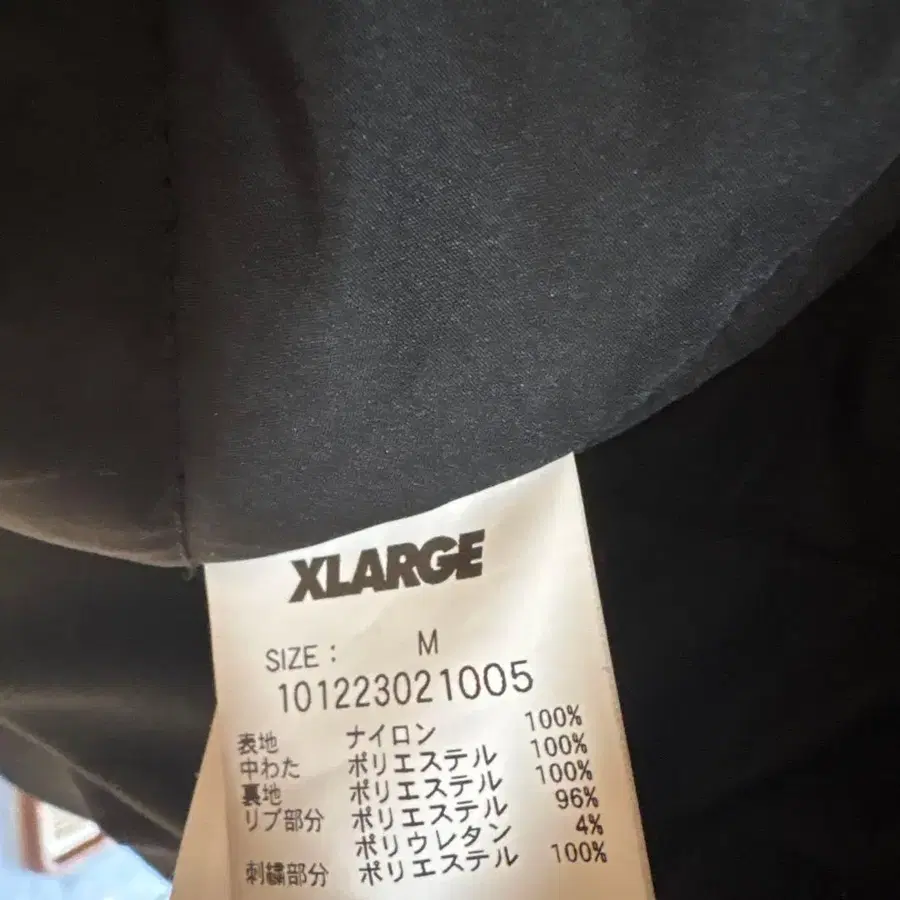 XLARGE
SIZE : M
101223021005
表地 ナイロン 100%
中わた ポリエステル 100%
裏地 ポリエステル 100%
リブ部分 ポリエステル 96%
ポリウレタン 4%
刺繍部分 ポリエステル 100%